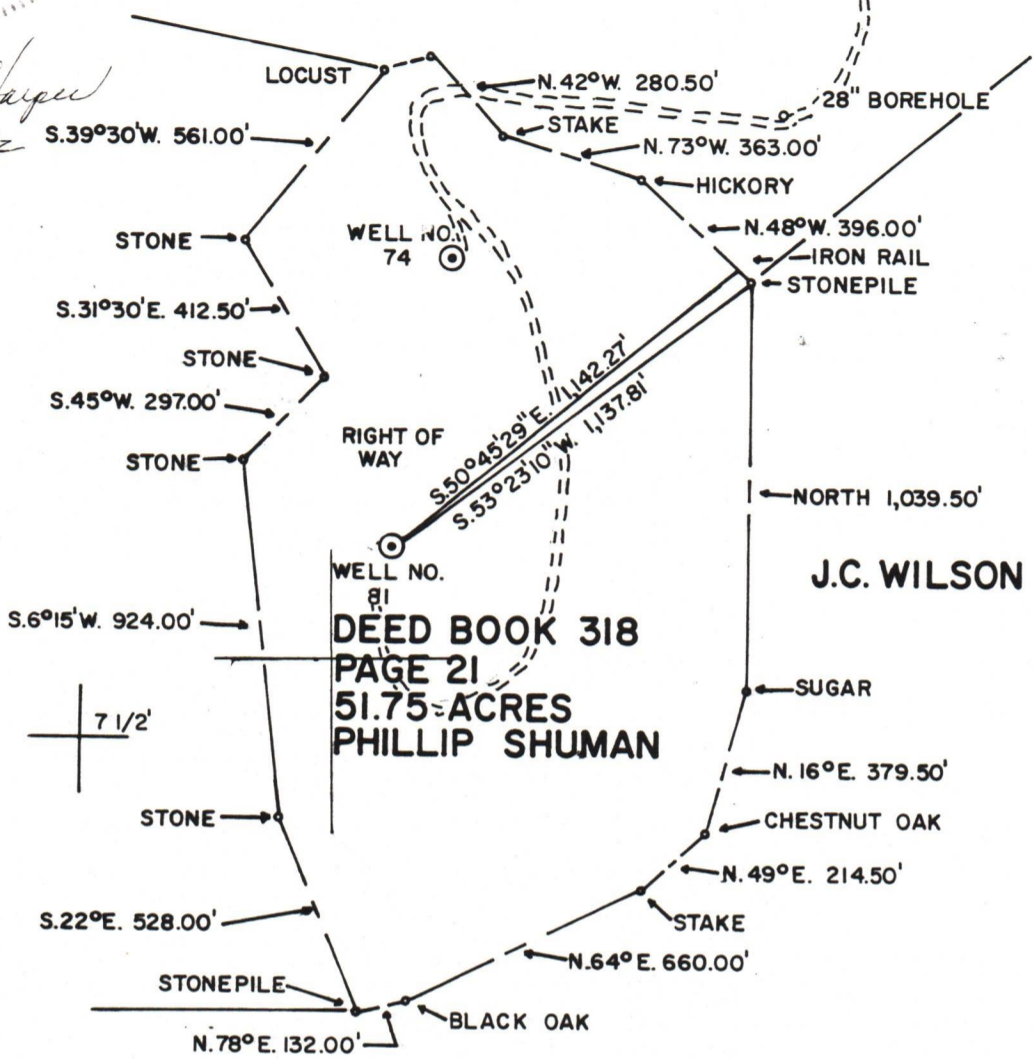 N.42°W. 280.50'
LOCUST
28" BOREHOLE
STAKE
S.39°30'W. 561.00'
N.73°W. 363.00'
HICKORY
N.48°W. 396.00'
STONE
WELL NO.
74
IRON RAIL
STONEPILE
S.31°30'E. 412.50'
STONE
S.45°W. 297.00'
S.50°45'29"E. 1,142.27'
S.53°23'10"W. 1,137.81'
RIGHT OF
WAY
STONE
NORTH 1,039.50'
WELL NO.
81
J.C. WILSON
S.6°15'W. 924.00'
DEED BOOK 318
PAGE 21
51.75 ACRES
PHILLIP SHUMAN
SUGAR
7 1/2'
N.16°E. 379.50'
STONE
CHESTNUT OAK
N.49°E. 214.50'
S.22°E. 528.00'
STAKE
N.64°E. 660.00'
STONEPILE
BLACK OAK
N.78°E. 132.00'